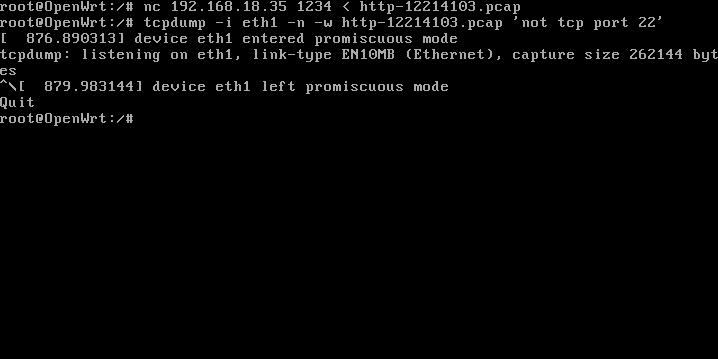 root@OpenWrt:/# nc 192.168.18.35 1234 < http-12214103.pcap
root@OpenWrt:/# tcpdump -i eth1 -n -w http-12214103.pcap 'not tcp port 22'
[  876.890313] device eth1 entered promiscuous mode
tcpdump: listening on eth1, link-type EN10MB (Ethernet), capture size 262144 byt
es
^\[  879.983144] device eth1 left promiscuous mode
Quit
root@OpenWrt:/#